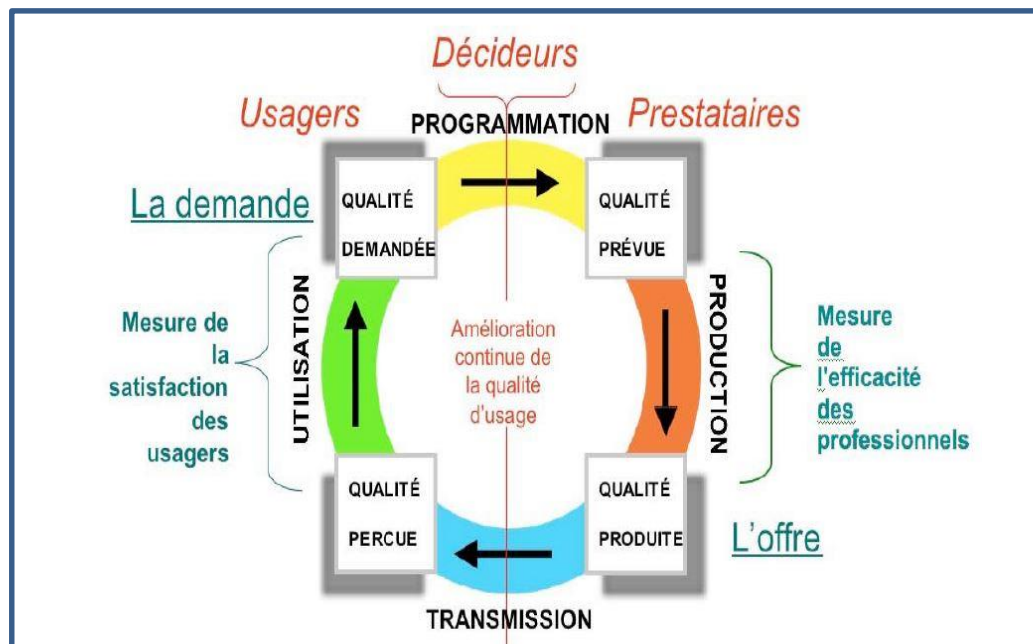 Décideurs
Usagers
PROGRAMMATION
Prestataires
La demande
QUALITÉ
DEMANDÉE
QUALITÉ
PRÉVUE
UTILISATION
Mesure de
la
satisfaction
des
usagers
Amélioration
continue de
la qualité
d'usage
PRODUCTION
Mesure
de
l'efficacité
des
professionnels
QUALITÉ
PERCUE
QUALITÉ
PRODUITE
L'offre
TRANSMISSION